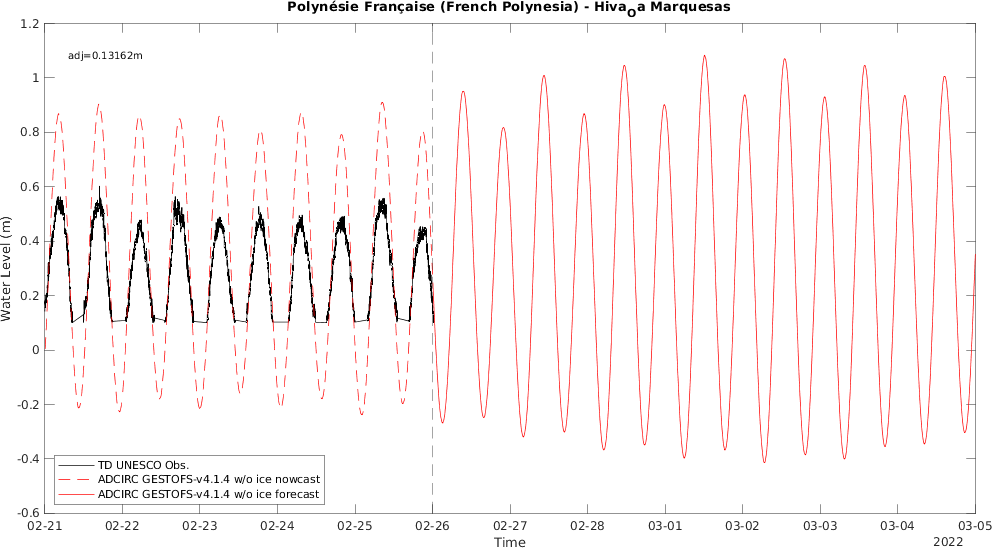 Polynésie Française (French Polynesia) - Hiva_Oa Marquesas
adj=0.13162m
1.2
1
0.8
0.6
0.4
0.2
0
-0.2
-0.4
-0.6
Water Level (m)
TD UNESCO Obs.
ADCIRC GESTOFS-v4.1.4 w/o ice nowcast
ADCIRC GESTOFS-v4.1.4 w/o ice forecast
02-21 02-22 02-23 02-24 02-25 02-26 02-27 02-28 03-01 03-02 03-03 03-04 03-05
Time
2022